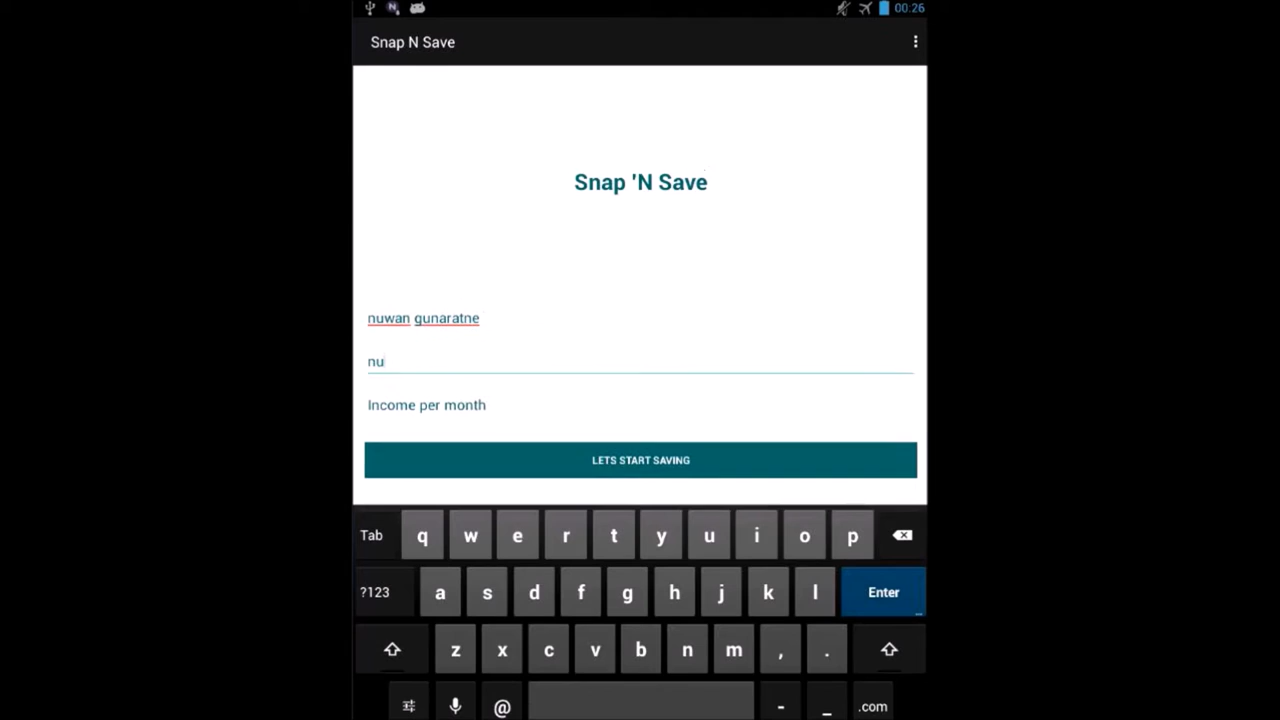 00:26
Snap N Save
Snap 'N Save
nuwan gunaratne
nu
Income per month
LETS START SAVING
Tab q w e r t y u i o p
?123 a s d f g h j k l Enter
z x c v b n m , .
@ - _ .com